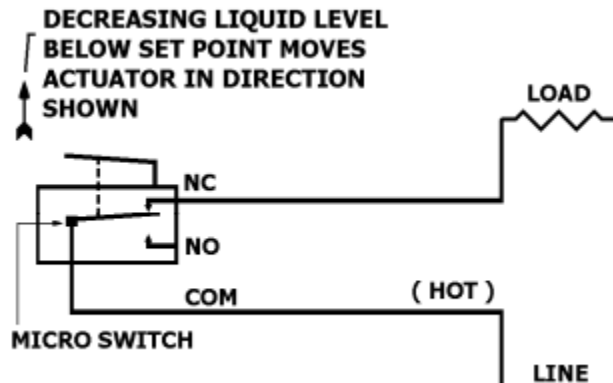 DECREASING LIQUID LEVEL
BELOW SET POINT MOVES
ACTUATOR IN DIRECTION
SHOWN
LOAD
NC
NO
COM
( HOT )
MICRO SWITCH
LINE